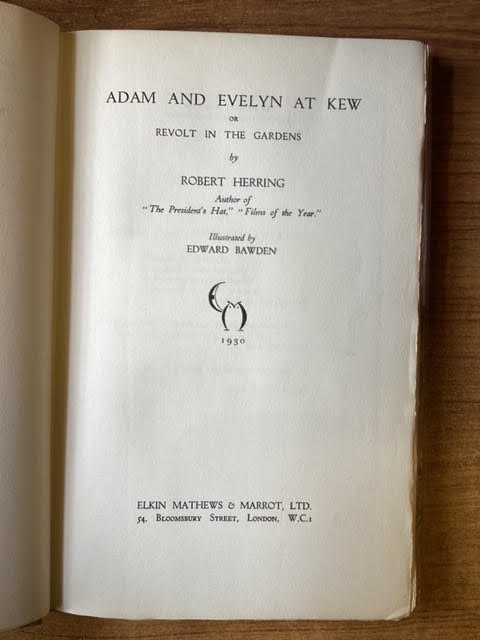 ADAM AND EVELYN AT KEW
OR
REVOLT IN THE GARDENS
by
ROBERT HERRING
Author of
"The President's Hat," "Films of the Year."
Illustrated by
EDWARD BAWDEN
1930
ELKIN MATHEWS & MARROT, LTD.
54, BLOOMSBURY STREET, LONDON, W.C.1